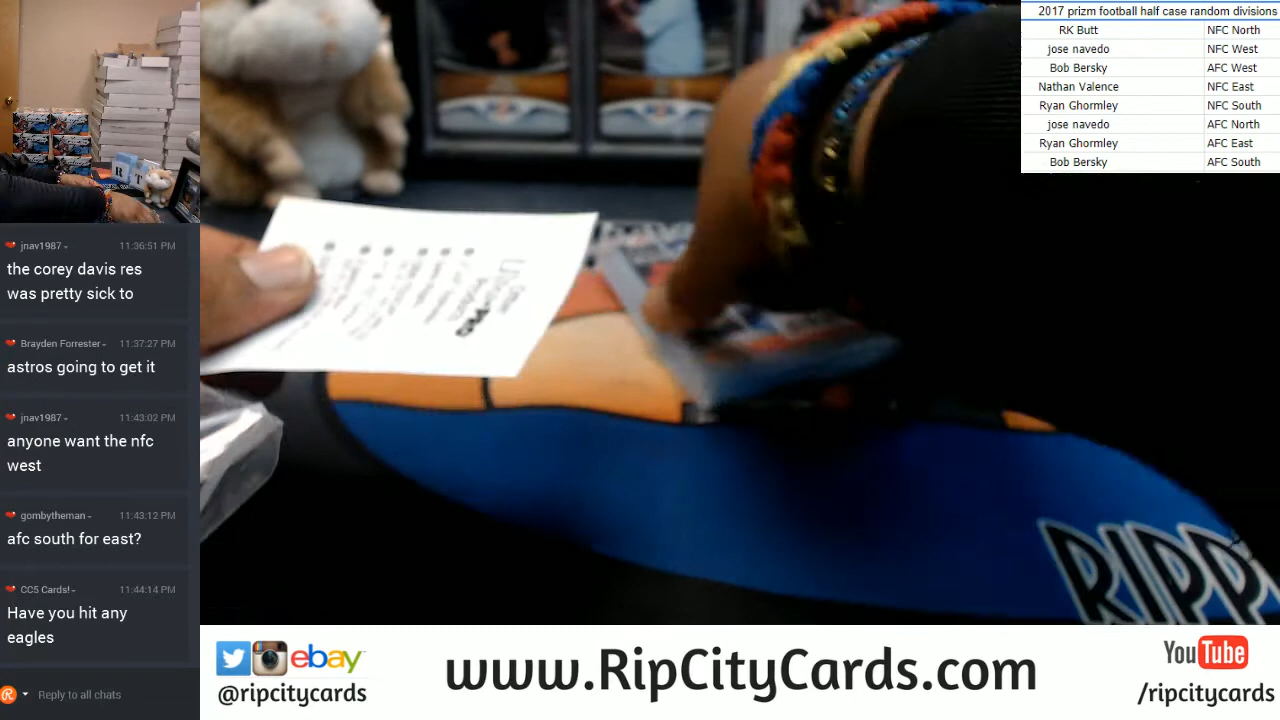 2017 prizm football half case random divisions
RK Butt NFC North
jose navedo NFC West
Bob Bersky AFC West
Nathan Valence NFC East
Ryan Ghormley NFC South
jose navedo AFC North
Ryan Ghormley AFC East
Bob Bersky AFC South
jnav1987 11:36:51 PM
the corey davis res
was pretty sick to
Brayden Forrester 11:37:27 PM
astros going to get it
jnav1987 11:43:02 PM
anyone want the nfc
west
gombytheman 11:43:12 PM
afc south for east?
CC5 Cards! 11:44:14 PM
Have you hit any
eagles
Reply to all chats
RIPP
ebay
@ripcitycards
www.RipCityCards.com
YouTube
/ripcitycards